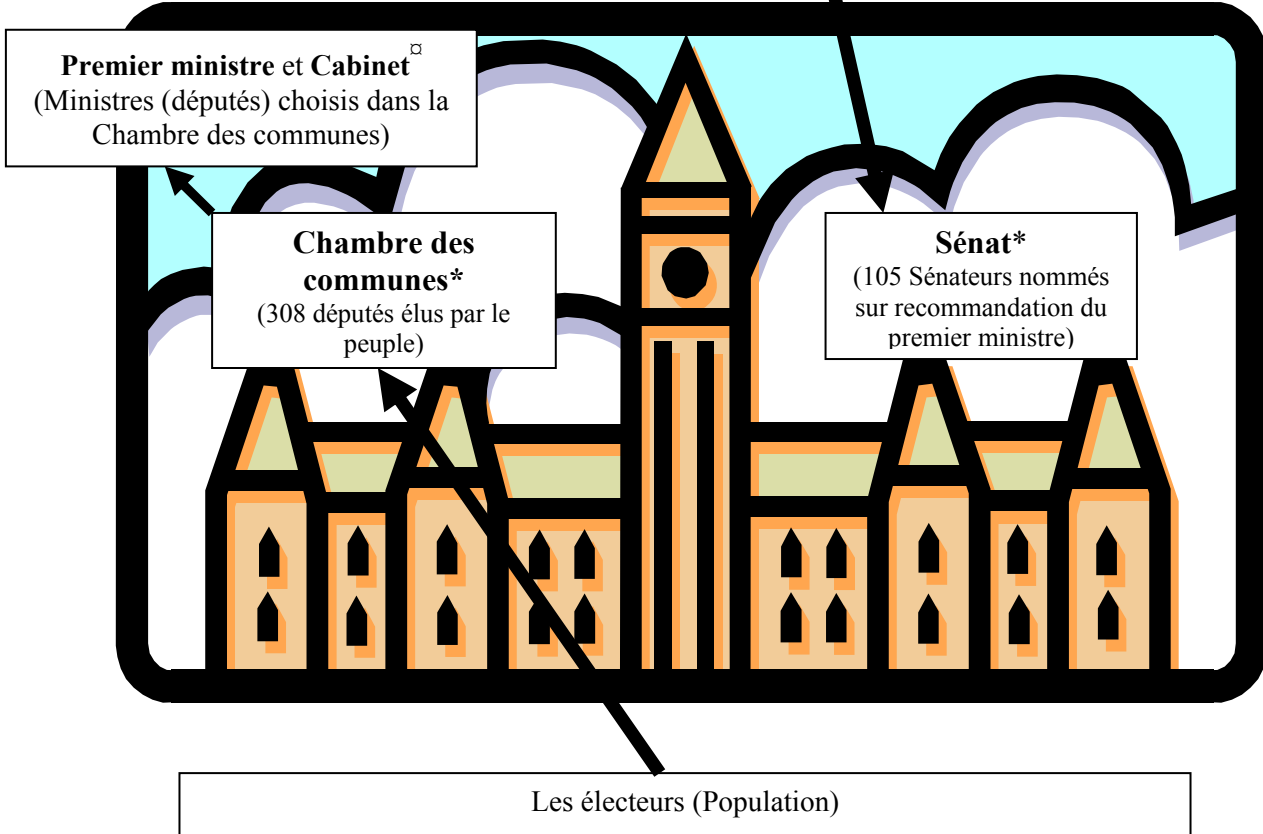 Premier ministre et Cabinet¤
(Ministres (députés) choisis dans la
Chambre des communes)
Chambre des
communes*
(308 députés élus par le
peuple)
Sénat*
(105 Sénateurs nommés
sur recommandation du
premier ministre)
Les électeurs (Population)